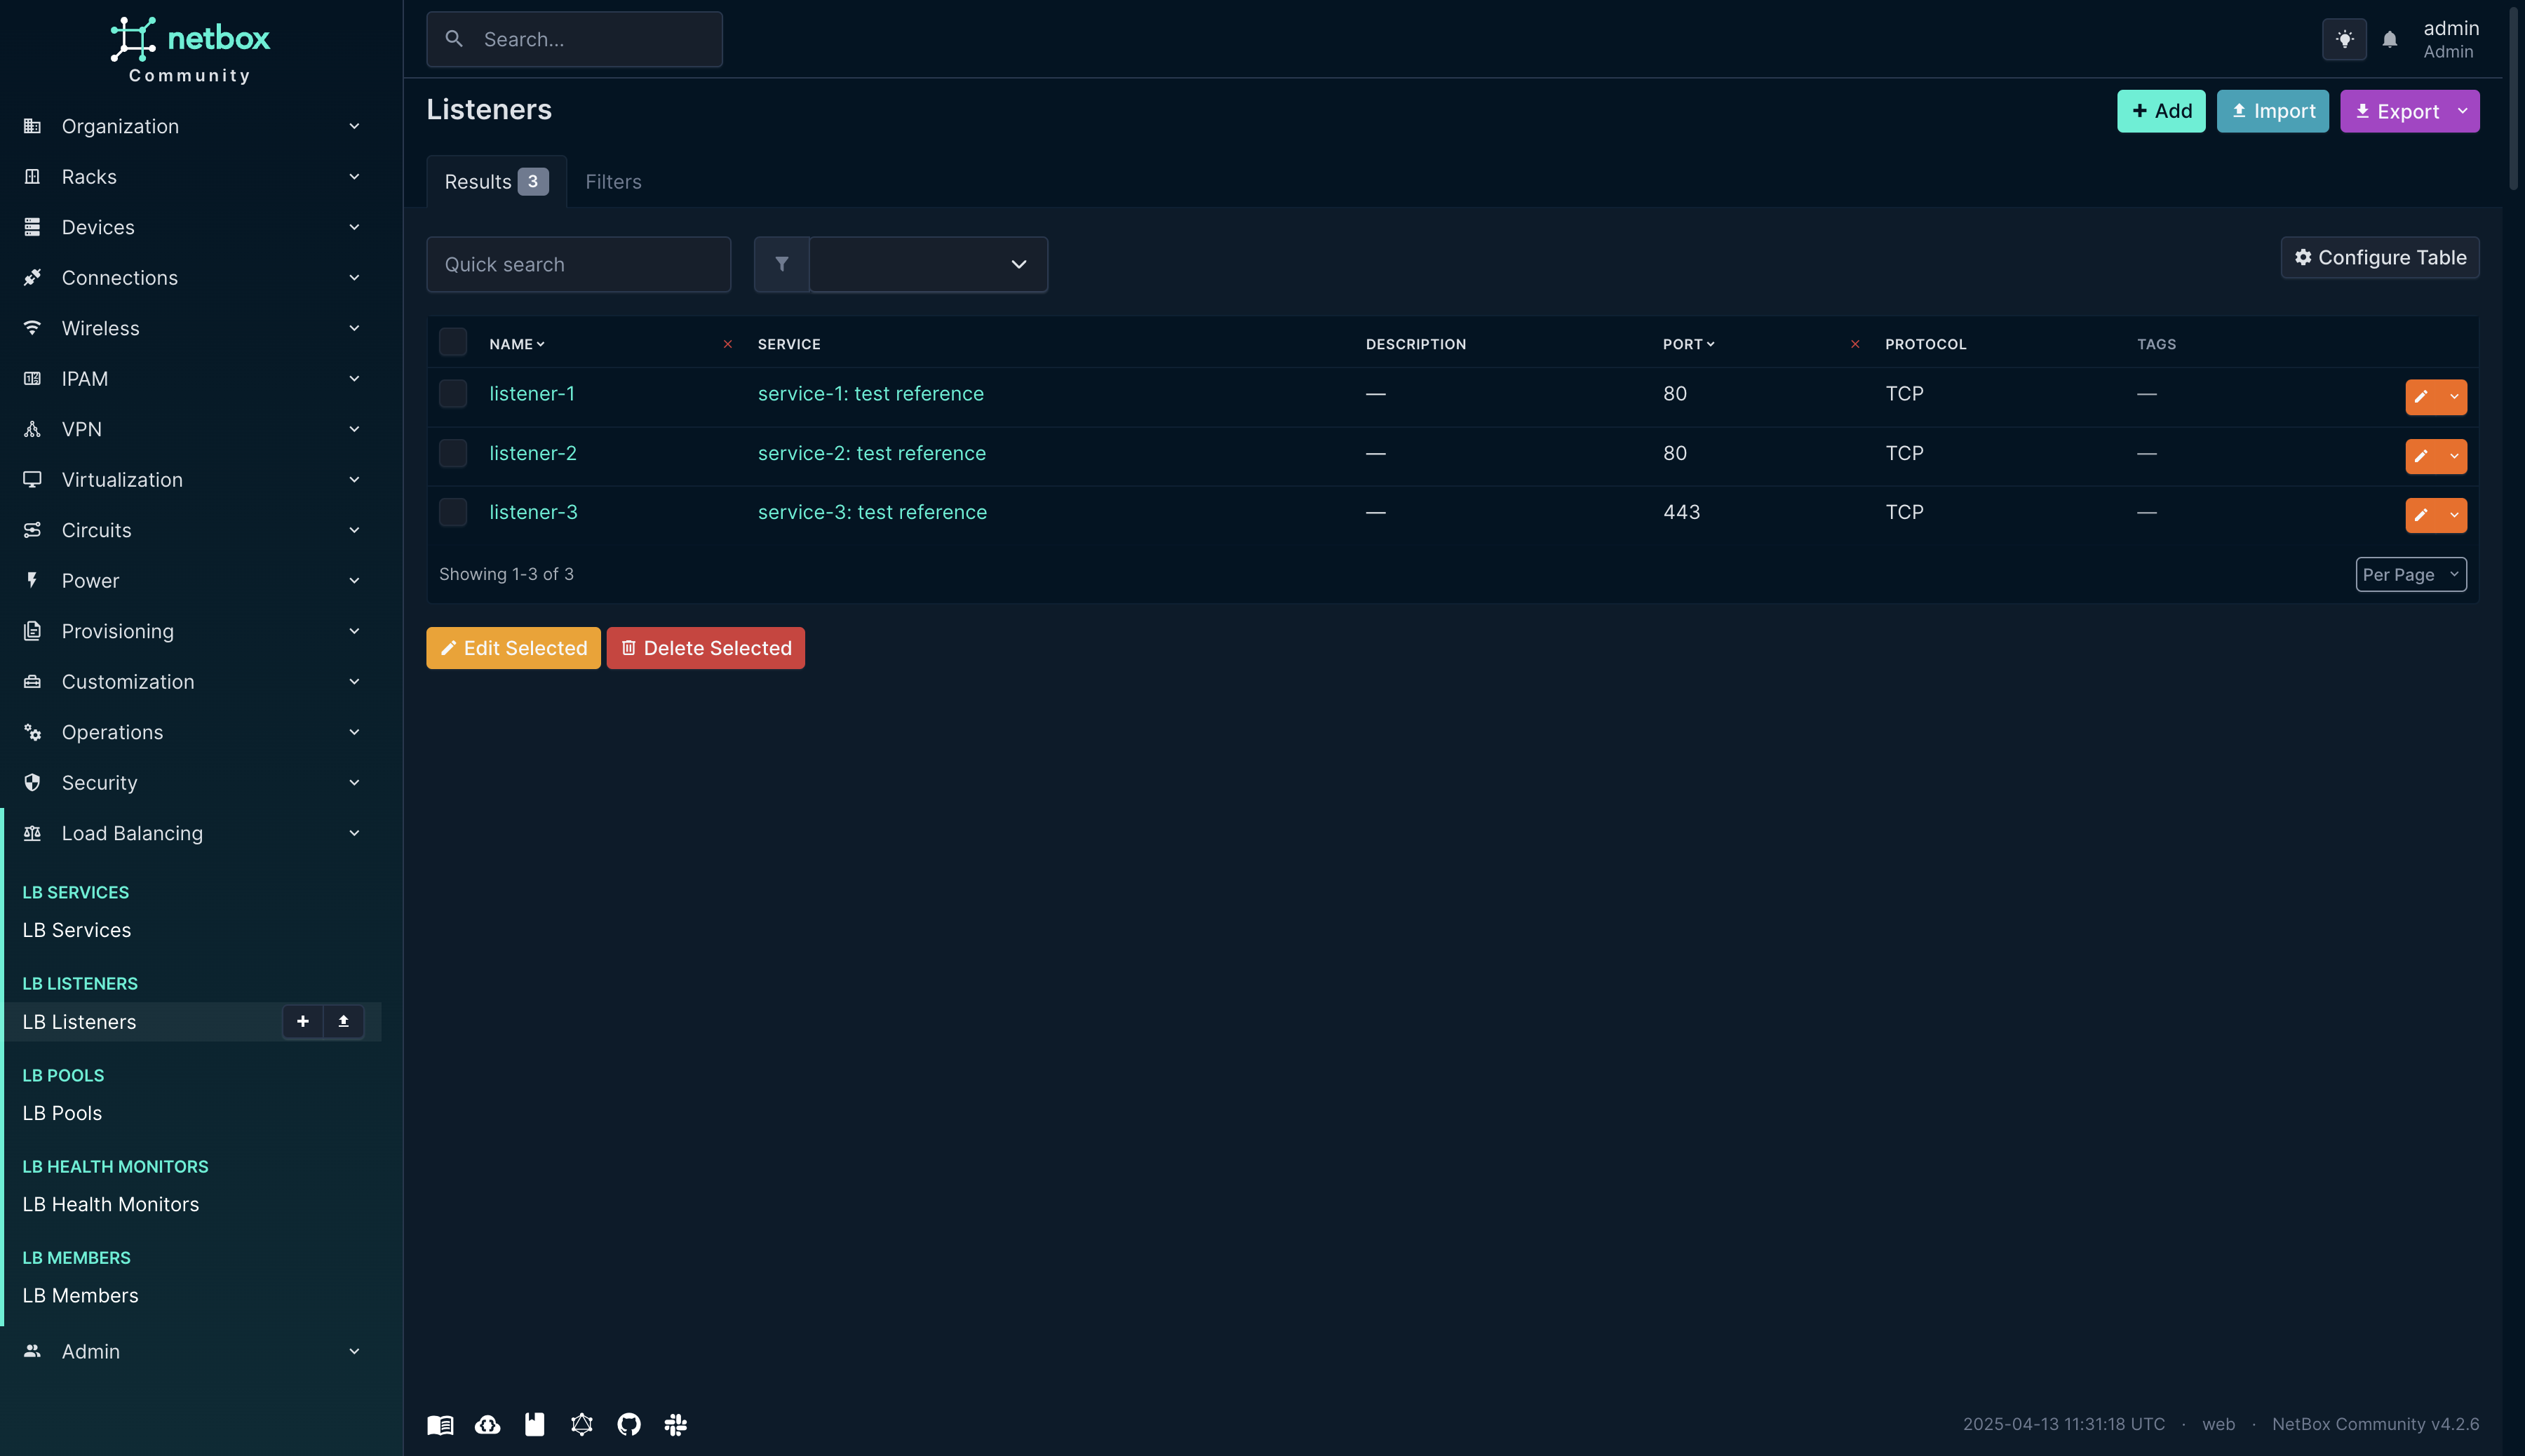 netbox
Community
Organization
Racks
Devices
Connections
Wireless
IPAM
VPN
Virtualization
Circuits
Power
Provisioning
Customization
Operations
Security
Load Balancing
LB SERVICES
LB Services
LB LISTENERS
LB Listeners
LB POOLS
LB Pools
LB HEALTH MONITORS
LB Health Monitors
LB MEMBERS
LB Members
Admin
Search...
admin
Admin
Listeners
Add Import Export
Results 3 Filters
Quick search
Configure Table
NAME SERVICE DESCRIPTION PORT PROTOCOL TAGS
listener-1 service-1: test reference — 80 TCP —
listener-2 service-2: test reference — 80 TCP —
listener-3 service-3: test reference — 443 TCP —
Showing 1-3 of 3 Per Page
Edit Selected Delete Selected
2025-04-13 11:31:18 UTC · web · NetBox Community v4.2.6